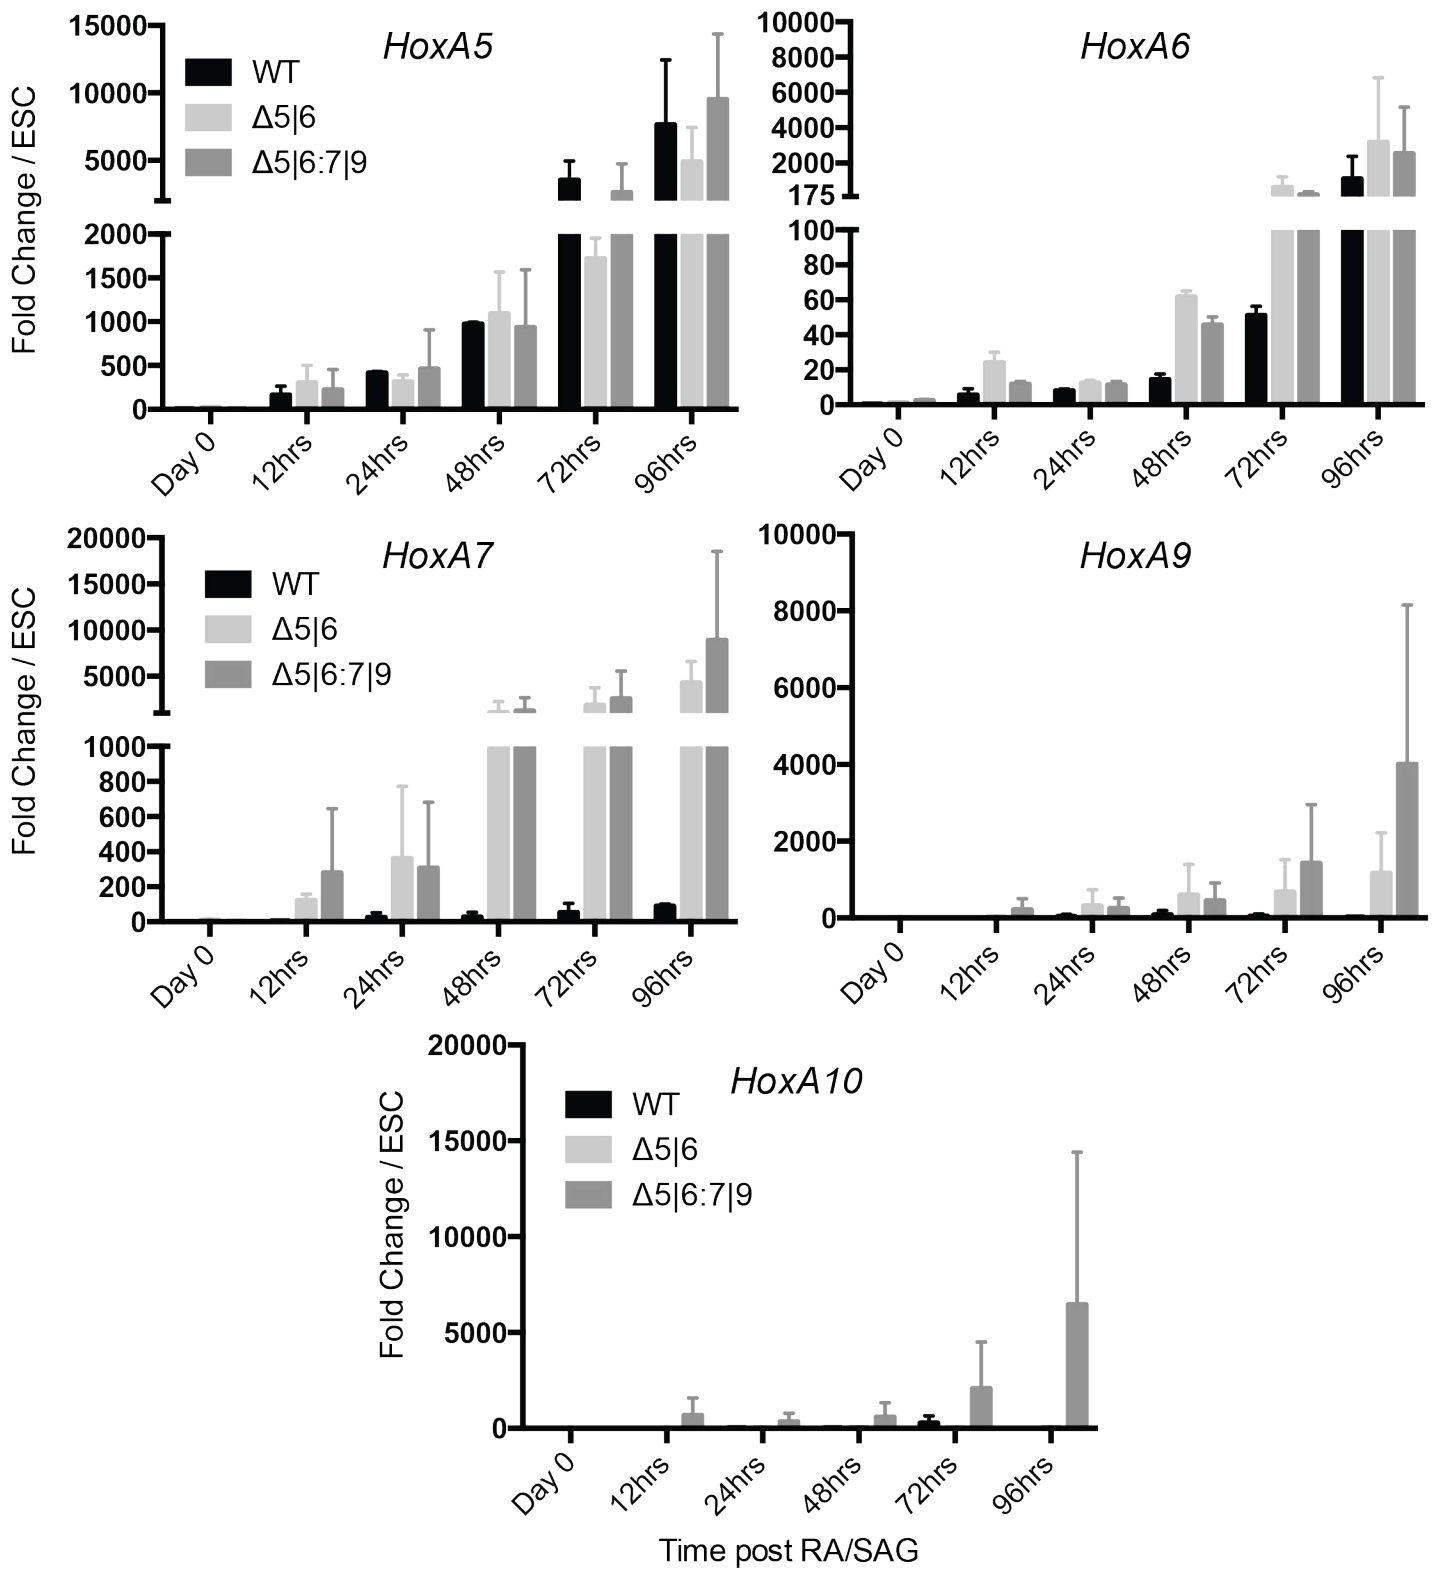 HoxA5
Fold Change / ESC
15000
10000
5000
2000
1500
1000
500
0
WT
Δ5|6
Δ5|6:7|9
Day 0
12hrs
24hrs
48hrs
72hrs
96hrs
HoxA6
10000
8000
6000
4000
2000
175
100
80
60
40
20
0
Day 0
12hrs
24hrs
48hrs
72hrs
96hrs
HoxA7
Fold Change / ESC
20000
15000
10000
5000
1000
800
600
400
200
0
WT
Δ5|6
Δ5|6:7|9
Day 0
12hrs
24hrs
48hrs
72hrs
96hrs
HoxA9
10000
8000
6000
4000
2000
0
Day 0
12hrs
24hrs
48hrs
72hrs
96hrs
HoxA10
Fold Change / ESC
20000
15000
10000
5000
0
WT
Δ5|6
Δ5|6:7|9
Day 0
12hrs
24hrs
48hrs
72hrs
96hrs
Time post RA/SAG